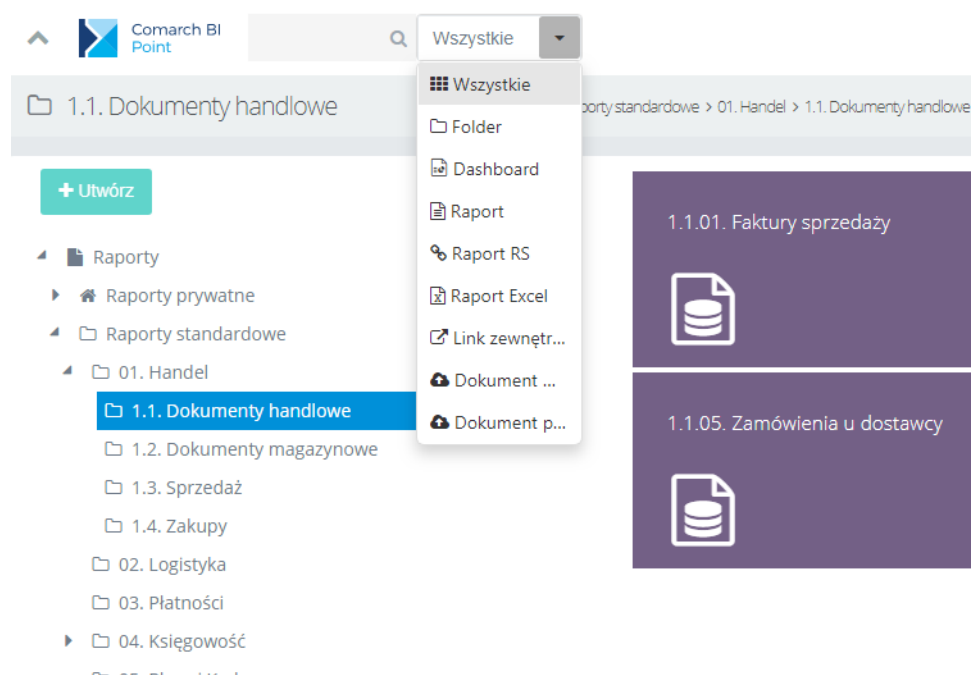 Comarch BI
Point
Wszystkie
Wszystkie
Folder
Dashboard
Raport
Raport RS
Raport Excel
Link zewnętr...
Dokument ...
Dokument p...
1.1. Dokumenty handlowe
standardowe > 01. Handel > 1.1. Dokumenty handlowe
+ Utwórz
Raporty
Raporty prywatne
Raporty standardowe
01. Handel
1.1. Dokumenty handlowe
1.2. Dokumenty magazynowe
1.3. Sprzedaż
1.4. Zakupy
02. Logistyka
03. Płatności
04. Księgowość
1.1.01. Faktury sprzedaży
1.1.05. Zamówienia u dostawcy